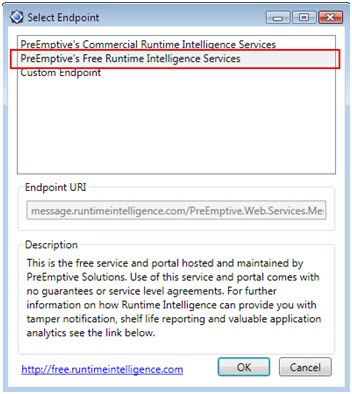 Select Endpoint
PreEmptive's Commercial Runtime Intelligence Services
PreEmptive's Free Runtime Intelligence Services
Custom Endpoint
Endpoint URI
message.runtimeintelligence.com/PreEmptive.Web.Services.Me
Description
This is the free service and portal hosted and maintained by
PreEmptive Solutions. Use of this service and portal comes with
no guarantees or service level agreements. For further
information on how Runtime Intelligence can provide you with
tamper notification, shelf life reporting and valuable application
analytics see the link below.
http://free.runtimeintelligence.com
OK
Cancel